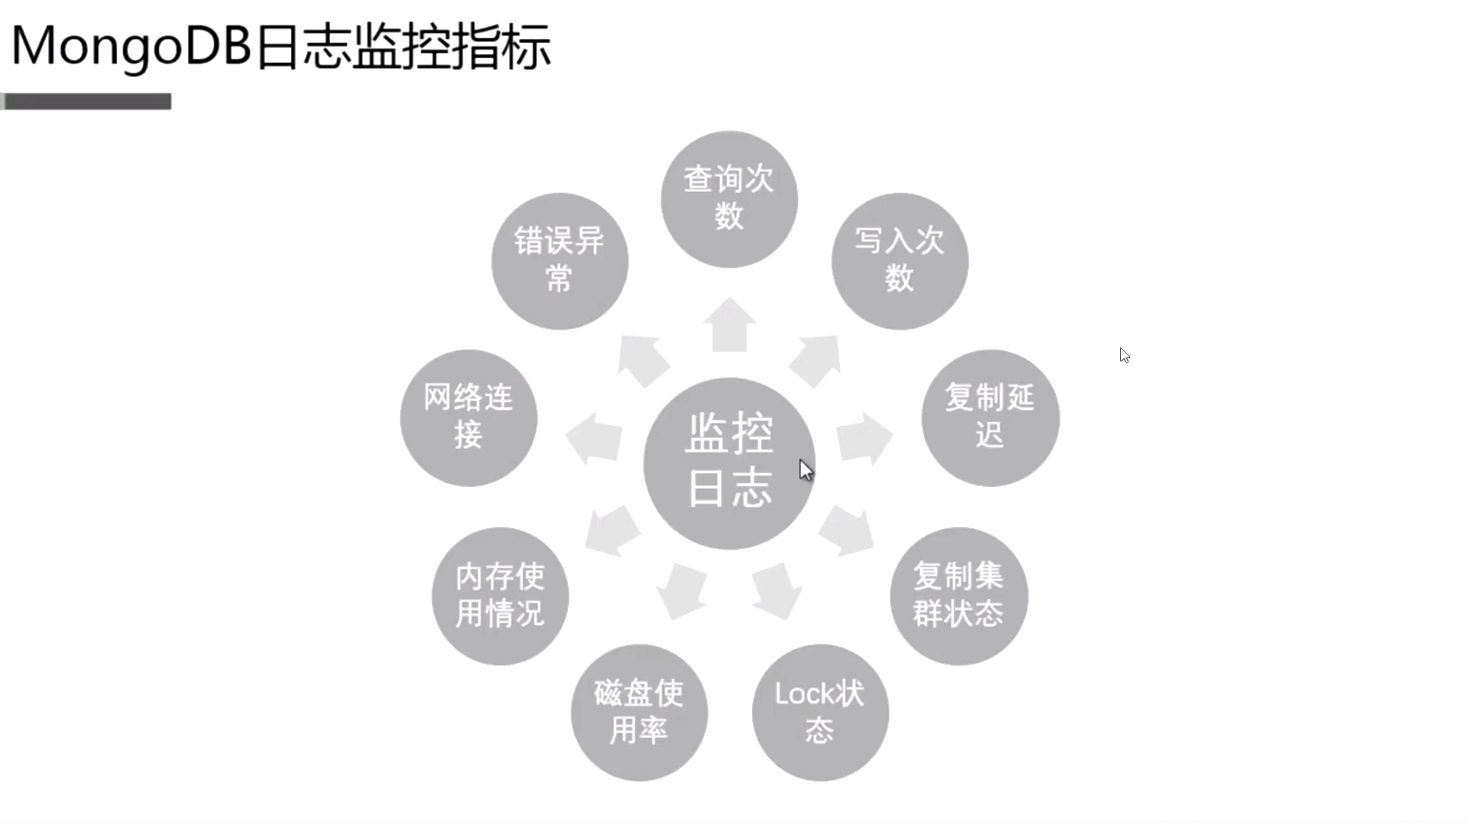 MongoDB日志监控指标
查询次
数
写入次
数
复制延
迟
复制集
群状态
Lock状
态
磁盘使
用率
内存使
用情况
网络连
接
错误异
常
监控
日志